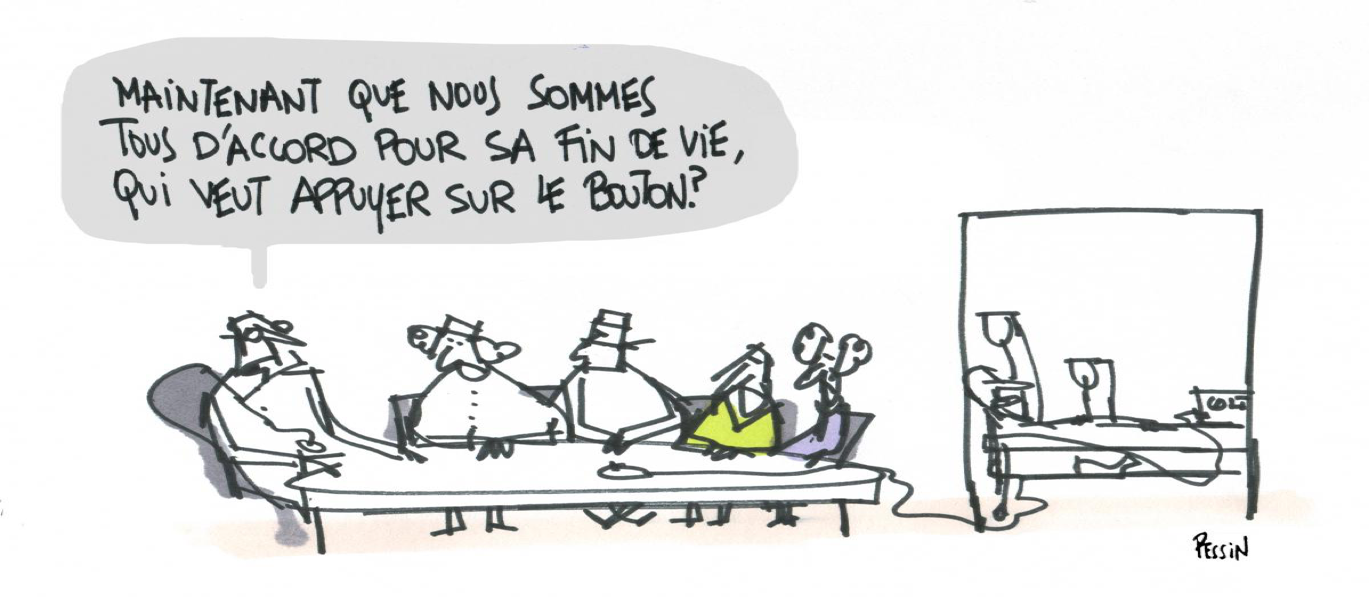 MAINTENANT QUE NOUS SOMMES
TOUS D'ACCORD POUR SA FIN DE VIE,
QUI VEUT APPUYER SUR LE BOUTON?
PESSIN